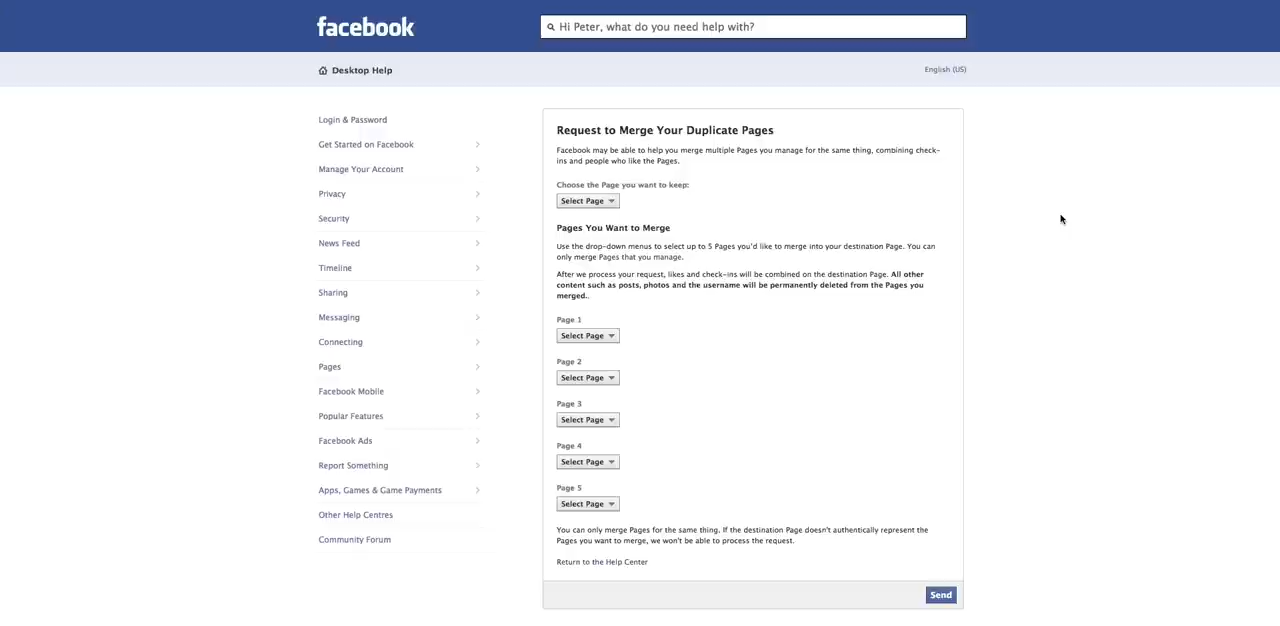 facebook
Hi Peter, what do you need help with?
Desktop Help
English (US)
Login & Password
Get Started on Facebook
Manage Your Account
Privacy
Security
News Feed
Timeline
Sharing
Messaging
Connecting
Pages
Facebook Mobile
Popular Features
Facebook Ads
Report Something
Apps, Games & Game Payments
Other Help Centres
Community Forum
Request to Merge Your Duplicate Pages
Facebook may be able to help you merge multiple Pages you manage for the same thing, combining check-
ins and people who like the Pages.
Choose the Page you want to keep:
Select Page
Pages You Want to Merge
Use the drop-down menus to select up to 5 Pages you'd like to merge into your destination Page. You can
only merge Pages that you manage.
After we process your request, likes and check-ins will be combined on the destination Page. All other
content such as posts, photos and the username will be permanently deleted from the Pages you
merged..
Page 1
Select Page
Page 2
Select Page
Page 3
Select Page
Page 4
Select Page
Page 5
Select Page
You can only merge Pages for the same thing. If the destination Page doesn't authentically represent the
Pages you want to merge, we won't be able to process the request.
Return to the Help Center
Send